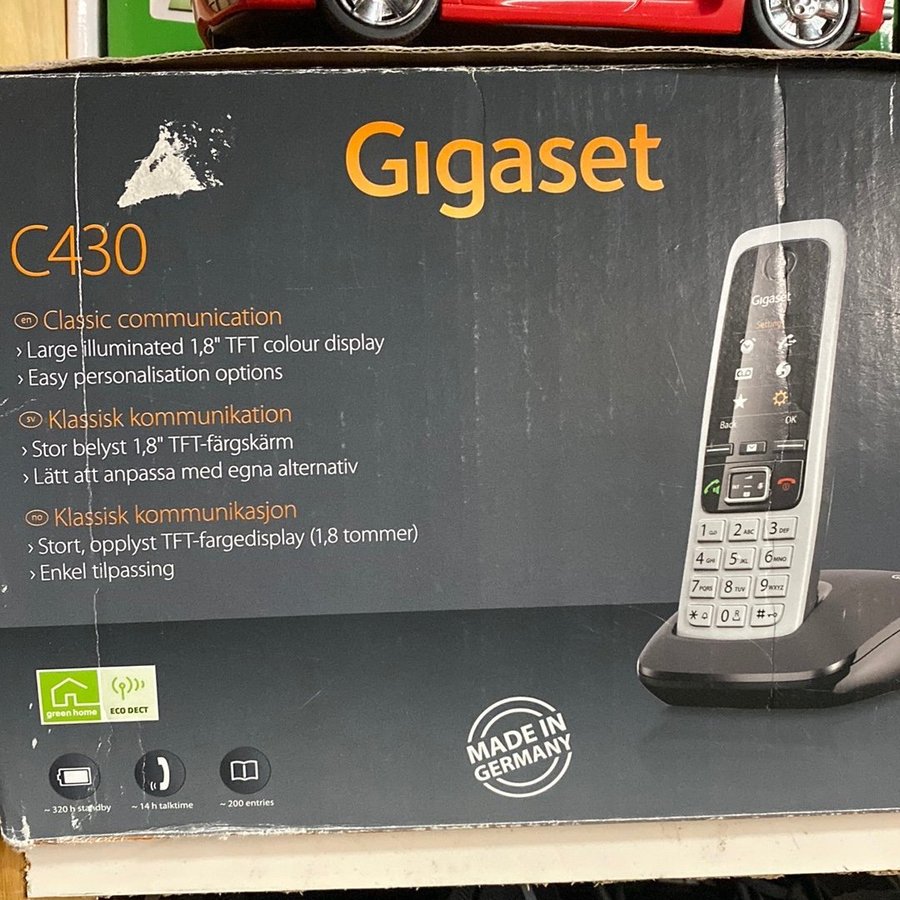 Gigaset
C430
en Classic communication
› Large illuminated 1,8" TFT colour display
› Easy personalisation options
sv Klassisk kommunikation
› Stor belyst 1,8" TFT-färgskärm
› Lätt att anpassa med egna alternativ
no Klassisk kommunikasjon
› Stort, opplyst TFT-fargedisplay (1,8 tommer)
› Enkel tilpassing
Gigaset
Settings
Back OK
INT
1 2 ABC 3 DEF
4 GHI 5 JKL 6 MNO
7 PQRS 8 TUV 9 WXYZ
* 0 #
green home ECO DECT
MADE IN
GERMANY
~ 320 h standby ~ 14 h talktime ~ 200 entries